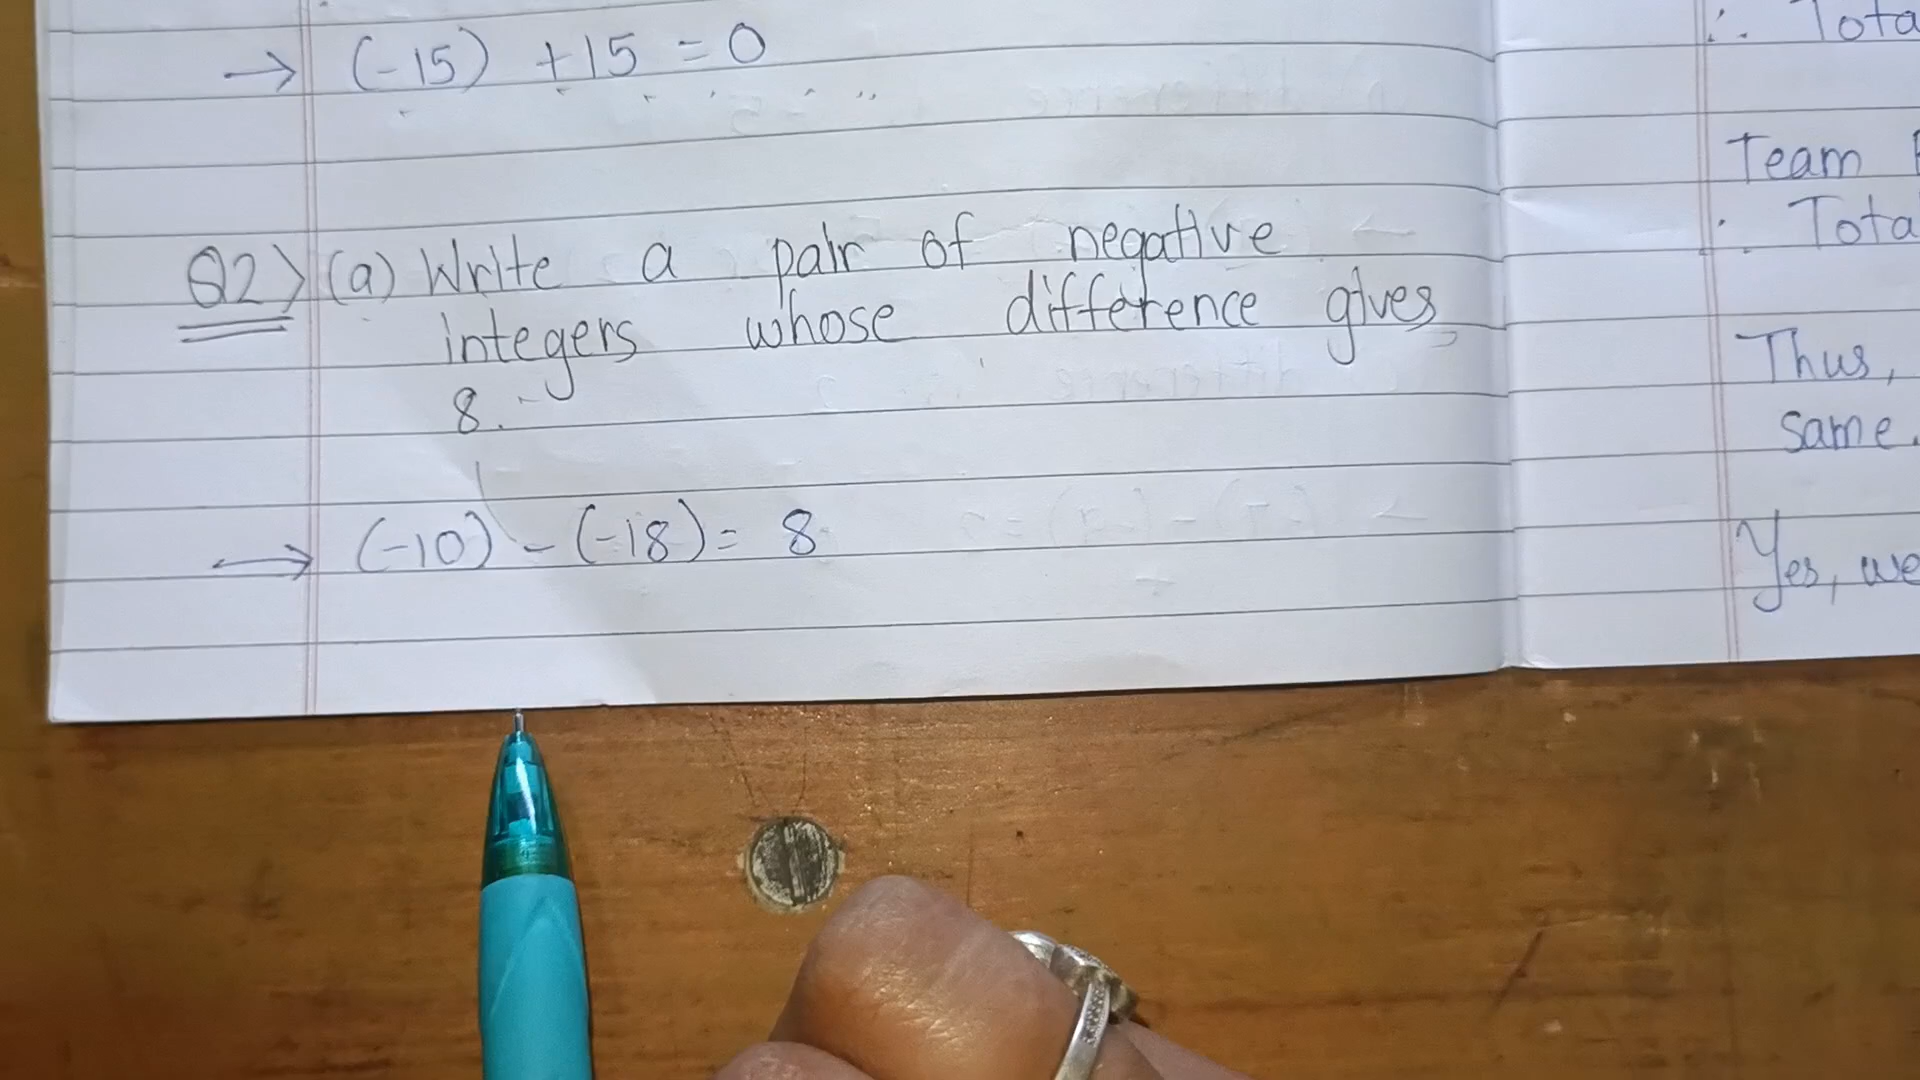 → (-15) +15 = 0
Q2) (a) Write a pair of negative
integers whose difference gives
8.
→ (-10) - (-18) = 8
∴ Tota
Team
∴ Tota
Thus,
same.
Yes, we